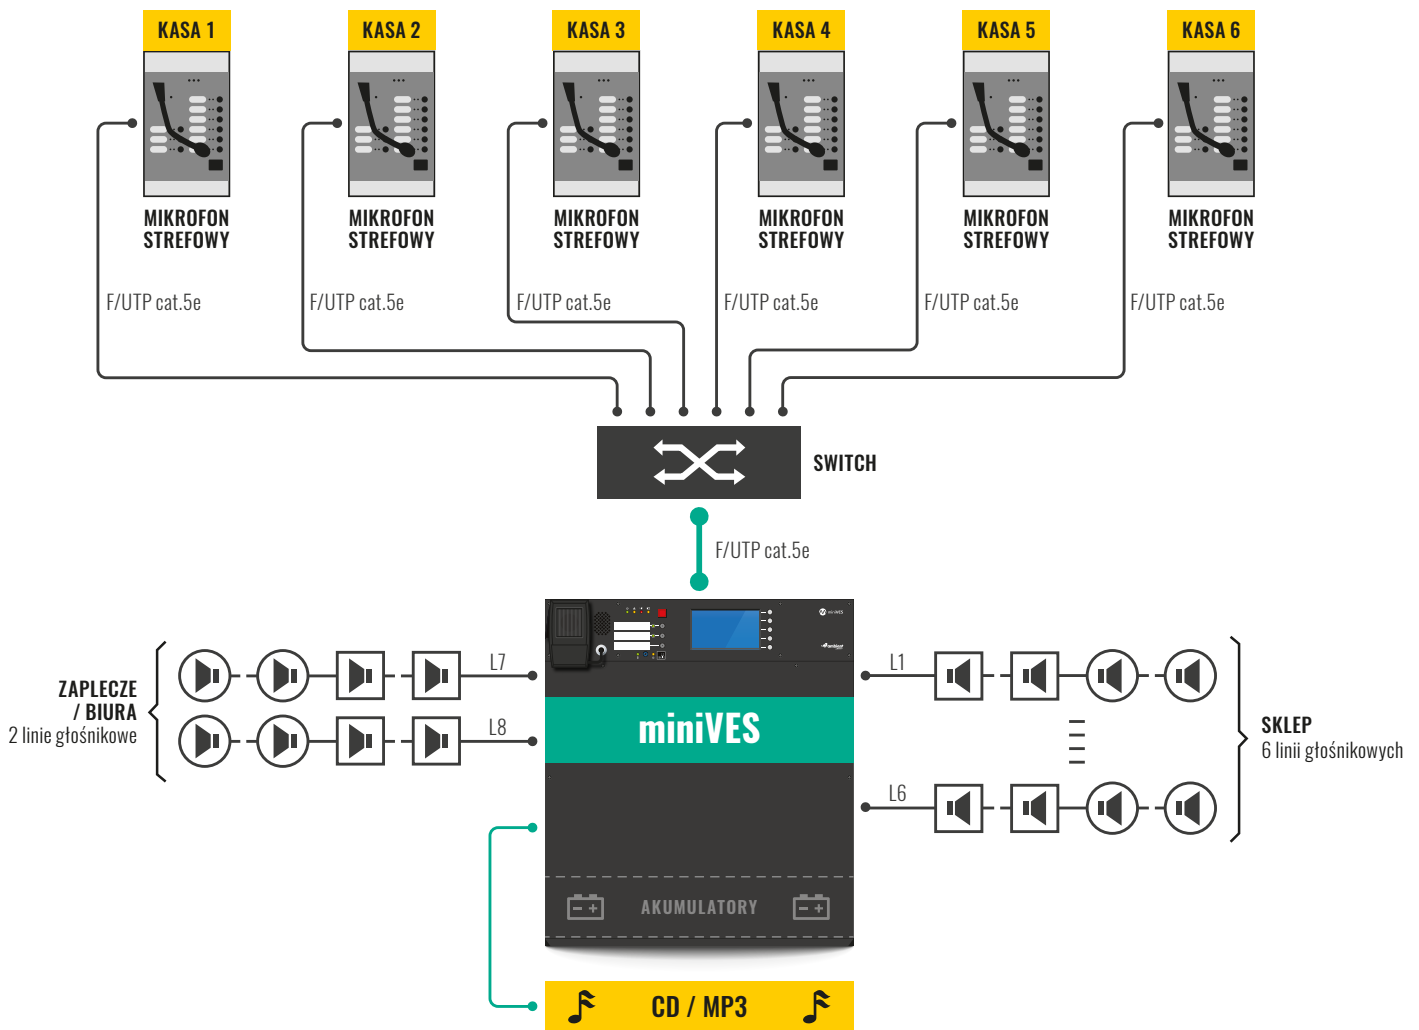 KASA 1
KASA 2
KASA 3
KASA 4
KASA 5
KASA 6
MIKROFON
STREFOWY
MIKROFON
STREFOWY
MIKROFON
STREFOWY
MIKROFON
STREFOWY
MIKROFON
STREFOWY
MIKROFON
STREFOWY
F/UTP cat.5e
F/UTP cat.5e
F/UTP cat.5e
F/UTP cat.5e
F/UTP cat.5e
F/UTP cat.5e
SWITCH
F/UTP cat.5e
miniVES
ambient
ZAPLECZE
/ BIURA
2 linie głośnikowe
L7
L8
miniVES
L1
L6
SKLEP
6 linii głośnikowych
AKUMULATORY
CD / MP3